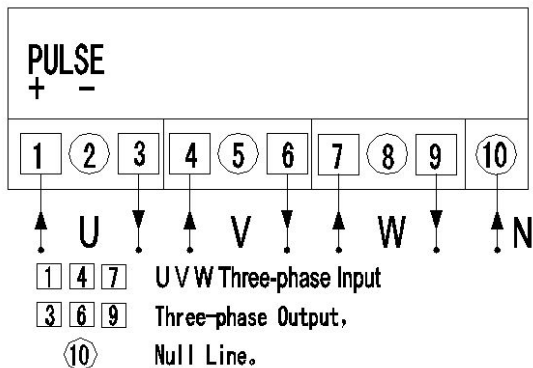 PULSE
+ −
1 2 3 4 5 6 7 8 9 10
U V W N
1 4 7 U V W Three-phase Input
3 6 9 Three-phase Output,
10 Null Line。